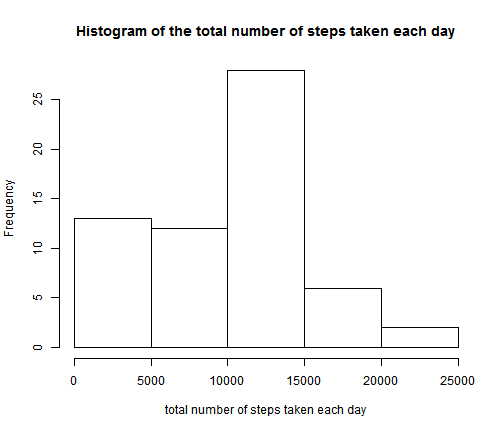 Histogram of the total number of steps taken each day
Frequency
25
20
15
10
5
0
0 5000 10000 15000 20000 25000
total number of steps taken each day